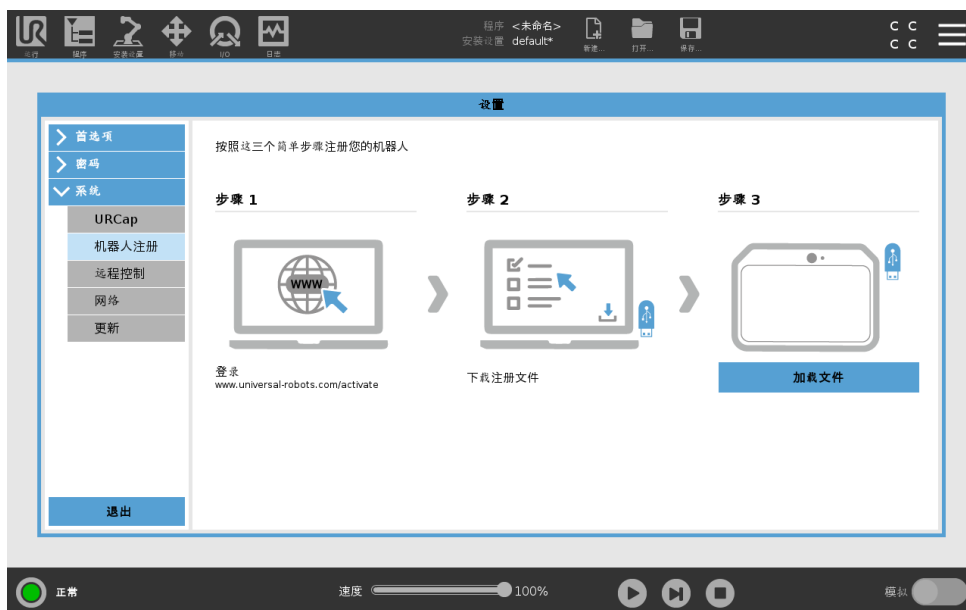 UR
程序 <未命名>
安装设置 default*
C C
C C
运行 程序 安装设置 移动 I/O 日志
新建... 打开... 保存...
设置
首选项
密码
系统
URCap
机器人注册
远程控制
网络
更新
退出
按照这三个简单步骤注册您的机器人
步骤 1
WWW
登录
www.universal-robots.com/activate
步骤 2
下载注册文件
步骤 3
加载文件
正常
速度 100%
模拟